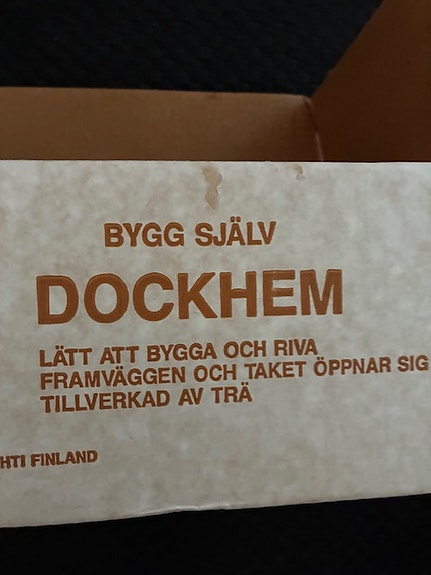 BYGG SJÄLV
DOCKHEM
LÄTT ATT BYGGA OCH RIVA
FRAMVÄGGEN OCH TAKET ÖPPNAR SIG
TILLVERKAD AV TRÄ
FINLAND